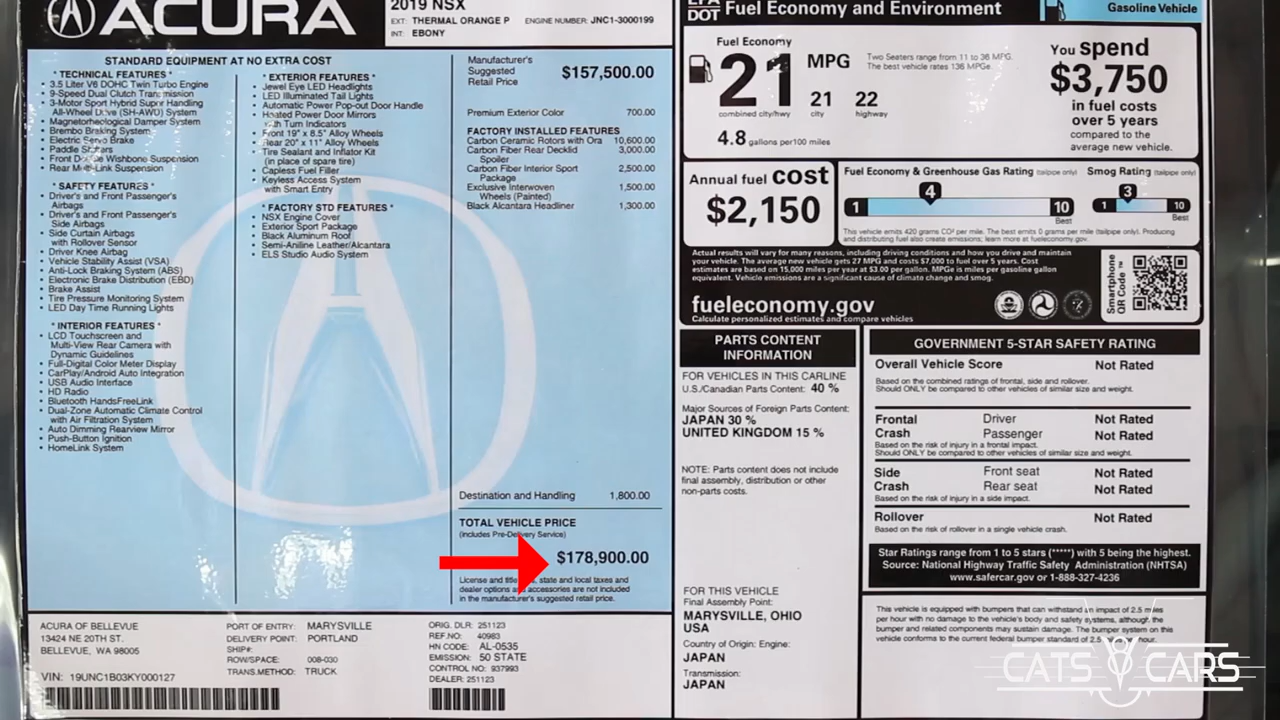 ACURA
2019 NSX
EXT: THERMAL ORANGE P ENGINE NUMBER: JNC1-3000199
INT: EBONY
STANDARD EQUIPMENT AT NO EXTRA COST
* TECHNICAL FEATURES *
• 3.5 Liter V6 DOHC Twin Turbo Engine
• 9-Speed Dual Clutch Transmission
• 3-Motor Sport Hybrid Super Handling
All-Wheel Drive (SH-AWD) System
• Magnetorheological Damper System
• Brembo Braking System
• Electric Servo Brake
• Paddle Shifters
• Front Double Wishbone Suspension
• Rear Multi-Link Suspension
* SAFETY FEATURES *
• Driver's and Front Passenger's
Airbags
• Driver's and Front Passenger's
Side Airbags
• Side Curtain Airbags
with Rollover Sensor
• Driver Knee Airbag
• Vehicle Stability Assist (VSA)
• Anti-Lock Braking System (ABS)
• Electronic Brake Distribution (EBD)
• Brake Assist
• Tire Pressure Monitoring System
• LED Day Time Running Lights
* INTERIOR FEATURES *
• LCD Touchscreen and
Multi-View Rear Camera with
Dynamic Guidelines
• Full-Digital Color Meter Display
• CarPlay/Android Auto Integration
• USB Audio Interface
• HD Radio
• Bluetooth HandsFreeLink
• Dual-Zone Automatic Climate Control
with Air Filtration System
• Auto Dimming Rearview Mirror
• Push-Button Ignition
• HomeLink System
* EXTERIOR FEATURES *
• Jewel Eye LED Headlights
• LED Illuminated Tail Lights
• Automatic Power Pop-out Door Handle
• Heated Power Door Mirrors
with Turn Indicators
• Front 19" x 8.5" Alloy Wheels
• Rear 20" x 11" Alloy Wheels
• Tire Sealant and Inflator Kit
(in place of spare tire)
• Capless Fuel Filler
• Keyless Access System
with Smart Entry
* FACTORY STD FEATURES *
• NSX Engine Cover
• Exterior Sport Package
• Black Aluminum Roof
• Semi-Aniline Leather/Alcantara
• ELS Studio Audio System
Manufacturer's
Suggested
Retail Price $157,500.00
Premium Exterior Color 700.00
FACTORY INSTALLED FEATURES
Carbon Ceramic Rotors with Ora 10,600.00
Carbon Fiber Rear Decklid 3,000.00
Spoiler
Carbon Fiber Interior Sport 2,500.00
Package
Exclusive Interwoven 1,500.00
Wheels (Painted)
Black Alcantara Headliner 1,300.00
Destination and Handling 1,800.00
TOTAL VEHICLE PRICE
(includes Pre-Delivery Service)
$178,900.00
License and title, state and local taxes and
dealer options accessories are not included
in the manufacturer's suggested retail price.
ACURA OF BELLEVUE
13424 NE 20TH ST.
BELLEVUE, WA 98005
VIN: 19UNC1B03KY000127
PORT OF ENTRY: MARYSVILLE
DELIVERY POINT: PORTLAND
SHIP#:
ROW/SPACE: 008-030
TRANS.METHOD: TRUCK
ORIG. DLR: 251123
REF.NO: 40983
HN CODE: AL-0535
EMISSION: 50 STATE
CONTROL NO: 937993
DEALER: 251123
EPA
DOT Fuel Economy and Environment
Gasoline Vehicle
Fuel Economy
21 MPG
combined city/hwy
21 city
22 highway
Two Seaters range from 11 to 36 MPG.
The best vehicle rates 136 MPGe.
4.8 gallons per 100 miles
You spend
$3,750
in fuel costs
over 5 years
compared to the
average new vehicle.
Annual fuel cost
$2,150
Fuel Economy & Greenhouse Gas Rating (tailpipe only)
1 4 10
Best
Smog Rating (tailpipe only)
1 3 10
Best
This vehicle emits 420 grams CO² per mile. The best emits 0 grams per mile (tailpipe only). Producing
and distributing fuel also create emissions; learn more at fueleconomy.gov.
Actual results will vary for many reasons, including driving conditions and how you drive and maintain
your vehicle. The average new vehicle gets 27 MPG and costs $7,000 to fuel over 5 years. Cost
estimates are based on 15,000 miles per year at $3.00 per gallon. MPGe is miles per gasoline gallon
equivalent. Vehicle emissions are a significant cause of climate change and smog.
fueleconomy.gov
Calculate personalized estimates and compare vehicles
Smartphone
QR Code™
PARTS CONTENT
INFORMATION
FOR VEHICLES IN THIS CARLINE
U.S./Canadian Parts Content: 40 %
Major Sources of Foreign Parts Content:
JAPAN 30 %
UNITED KINGDOM 15 %
NOTE: Parts content does not include
final assembly, distribution or other
non-parts costs.
FOR THIS VEHICLE
Final Assembly Point:
MARYSVILLE, OHIO
USA
Country of Origin: Engine:
JAPAN
Transmission:
JAPAN
GOVERNMENT 5-STAR SAFETY RATING
Overall Vehicle Score Not Rated
Based on the combined ratings of frontal, side and rollover.
Should ONLY be compared to other vehicles of similar size and weight.
Frontal Driver Not Rated
Crash Passenger Not Rated
Based on the risk of injury in a frontal impact.
Should ONLY be compared to other vehicles of similar size and weight.
Side Front seat Not Rated
Crash Rear seat Not Rated
Based on the risk of injury in a side impact.
Rollover Not Rated
Based on the risk of rollover in a single vehicle crash.
Star Ratings range from 1 to 5 stars (*****) with 5 being the highest.
Source: National Highway Traffic Safety Administration (NHTSA)
www.safercar.gov or 1-888-327-4236
This vehicle is equipped with bumpers that can withstand an impact of 2.5 miles
per hour with no damage to the vehicle's body and safety systems, although the
bumper and related components may sustain damage. The bumper system on this
vehicle conforms to the current federal bumper standard of 2.5 hour.
CATS CARS